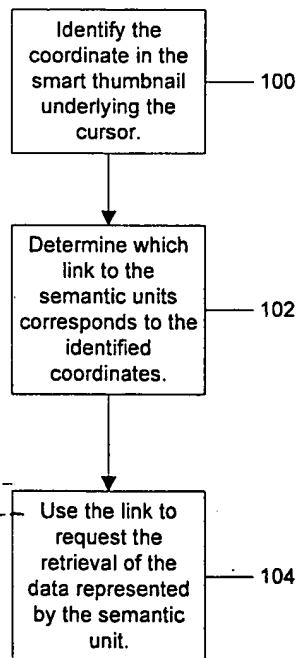 Identify the
coordinate in the
smart thumbnail
underlying the
cursor.
100
Determine which
link to the
semantic units
corresponds to the
identified
coordinates.
102
Use the link to
request the
retrieval of the
data represented
by the semantic
unit.
104